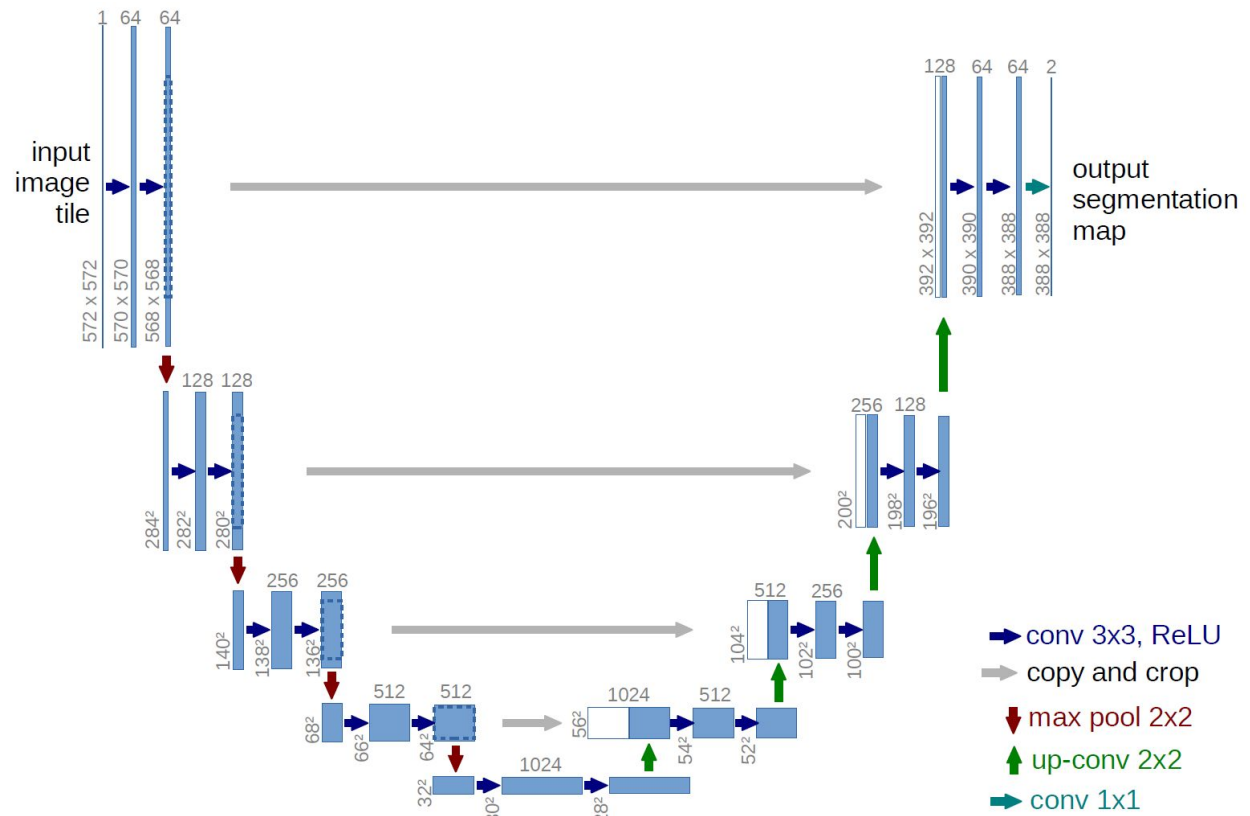 1 64 64
input
image
tile
572 x 572
570 x 570
568 x 568
128 64 64 2
392 x 392
390 x 390
388 x 388
388 x 388
output
segmentation
map
128 128
284²
282²
280²
256 128
200²
198²
196²
256 256
140²
138²
136²
512 256
104²
102²
100²
512 512
68²
66²
64²
1024 512
56²
54²
52²
1024
32²
conv 3x3, ReLU
copy and crop
max pool 2x2
up-conv 2x2
conv 1x1